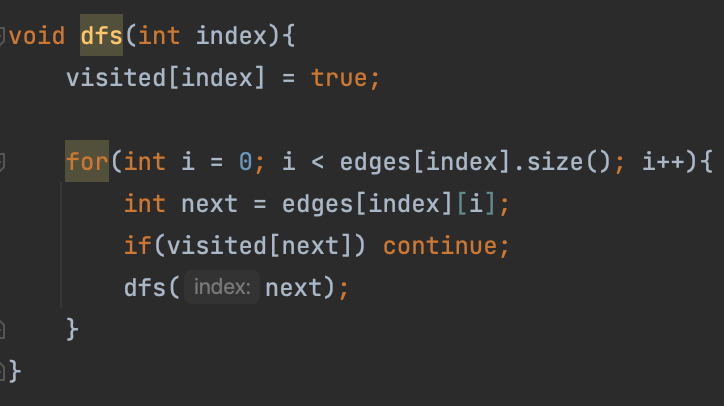 void dfs(int index){
visited[index] = true;
for(int i = 0; i < edges[index].size(); i++){
int next = edges[index][i];
if(visited[next]) continue;
dfs( index: next);
}
}